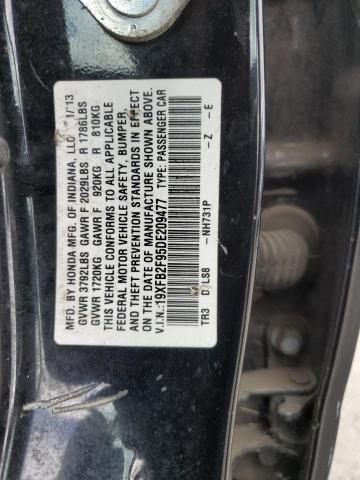 MFD. BY HONDA MFG. OF INDIANA, LLC 1/13
GVWR 3792LBS GAWR F 2029LBS R 1786LBS
GVWR 1720KG GAWR F 920KG R 810KG
THIS VEHICLE CONFORMS TO ALL APPLICABLE
FEDERAL MOTOR VEHICLE SAFETY, BUMPER,
AND THEFT PREVENTION STANDARDS IN EFFECT
ON THE DATE OF MANUFACTURE SHOWN ABOVE.
V.I.N.:19XFB2F95DE209477 TYPE: PASSENGER CAR
TR3 LS8 –NH731P –Z –E